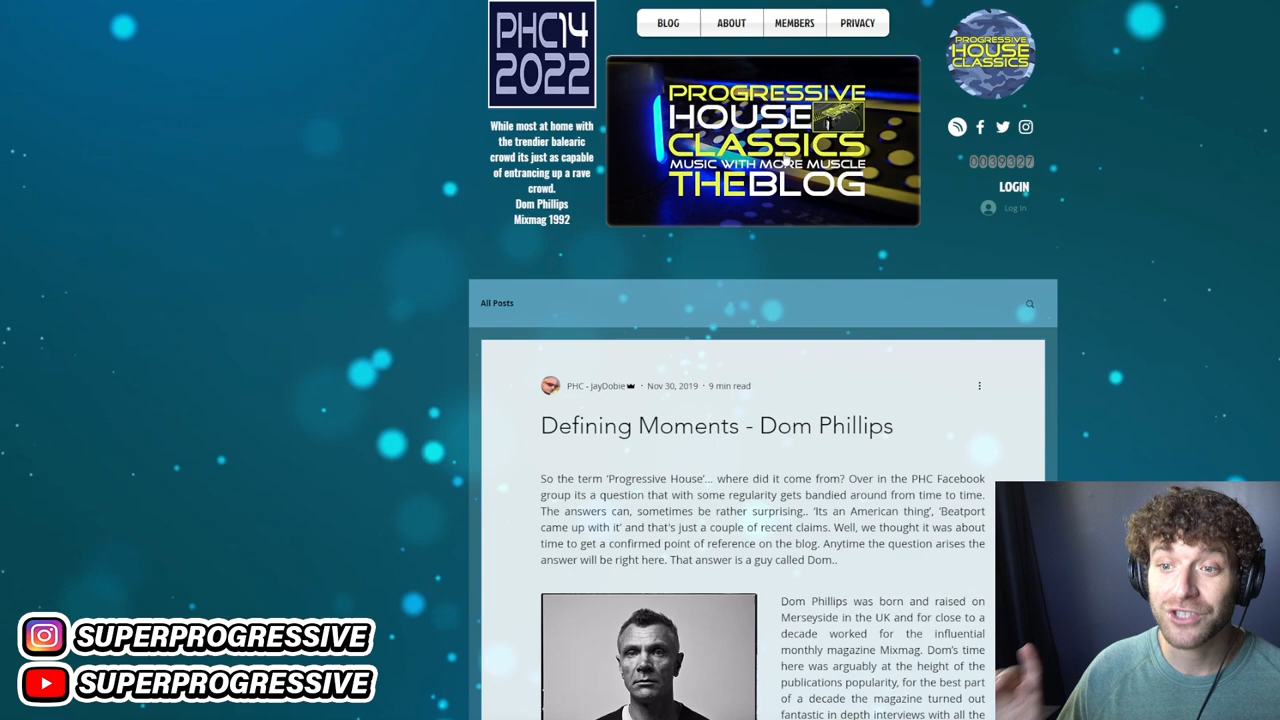 PHC14
2022
While most at home with
the trendier balearic
crowd its just as capable
of entrancing up a rave
crowd.
Dom Phillips
Mixmag 1992
BLOG
ABOUT
MEMBERS
PRIVACY
PROGRESSIVE
HOUSE
CLASSICS
MUSIC WITH MORE MUSCLE
THEBLOG
PROGRESSIVE
HOUSE
CLASSICS
0039327
LOGIN
Log In
All Posts
PHC - JayDobie
Nov 30, 2019 · 9 min read
Defining Moments - Dom Phillips
So the term ‘Progressive House’... where did it come from? Over in the PHC Facebook
group its a question that with some regularity gets bandied around from time to time.
The answers can, sometimes be rather surprising.. ‘Its an American thing’, ‘Beatport
came up with it’ and that's just a couple of recent claims. Well, we thought it was about
time to get a confirmed point of reference on the blog. Anytime the question arises the
answer will be right here. That answer is a guy called Dom..
Dom Phillips was born and raised on
Merseyside in the UK and for close to a
decade worked for the influential
monthly magazine Mixmag. Dom’s time
here was arguably at the height of the
publications popularity, for the best part
of a decade the magazine turned out
fantastic in depth interviews with all the
SUPERPROGRESSIVE
SUPERPROGRESSIVE